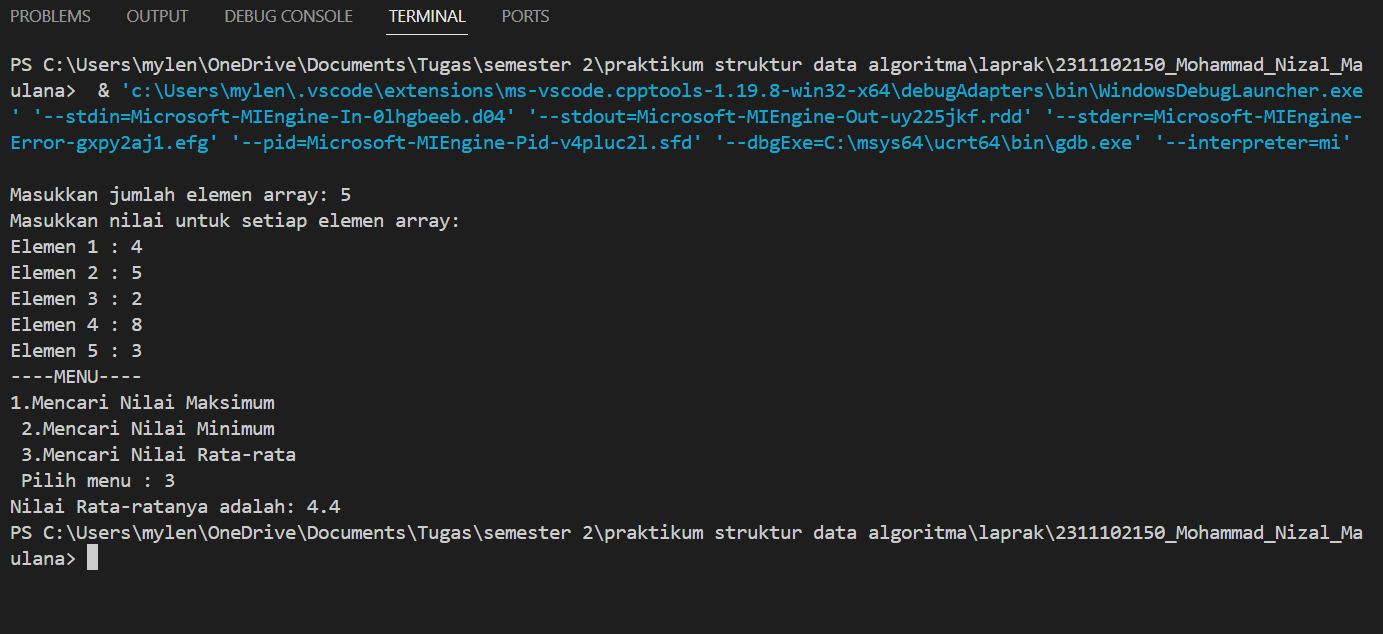 PROBLEMS OUTPUT DEBUG CONSOLE TERMINAL PORTS
PS C:\Users\mylen\OneDrive\Documents\Tugas\semester 2\praktikum struktur data algoritma\laprak\2311102150_Mohammad_Nizal_Ma
ulana>  & 'c:\Users\mylen\.vscode\extensions\ms-vscode.cpptools-1.19.8-win32-x64\debugAdapters\bin\WindowsDebugLauncher.exe
' '--stdin=Microsoft-MIEngine-In-0lhgbeeb.d04' '--stdout=Microsoft-MIEngine-Out-uy225jkf.rdd' '--stderr=Microsoft-MIEngine-
Error-gxpy2aj1.efg' '--pid=Microsoft-MIEngine-Pid-v4pluc2l.sfd' '--dbgExe=C:\msys64\ucrt64\bin\gdb.exe' '--interpreter=mi'
Masukkan jumlah elemen array: 5
Masukkan nilai untuk setiap elemen array:
Elemen 1 : 4
Elemen 2 : 5
Elemen 3 : 2
Elemen 4 : 8
Elemen 5 : 3
----MENU----
1.Mencari Nilai Maksimum
 2.Mencari Nilai Minimum
 3.Mencari Nilai Rata-rata
 Pilih menu : 3
Nilai Rata-ratanya adalah: 4.4
PS C:\Users\mylen\OneDrive\Documents\Tugas\semester 2\praktikum struktur data algoritma\laprak\2311102150_Mohammad_Nizal_Ma
ulana>